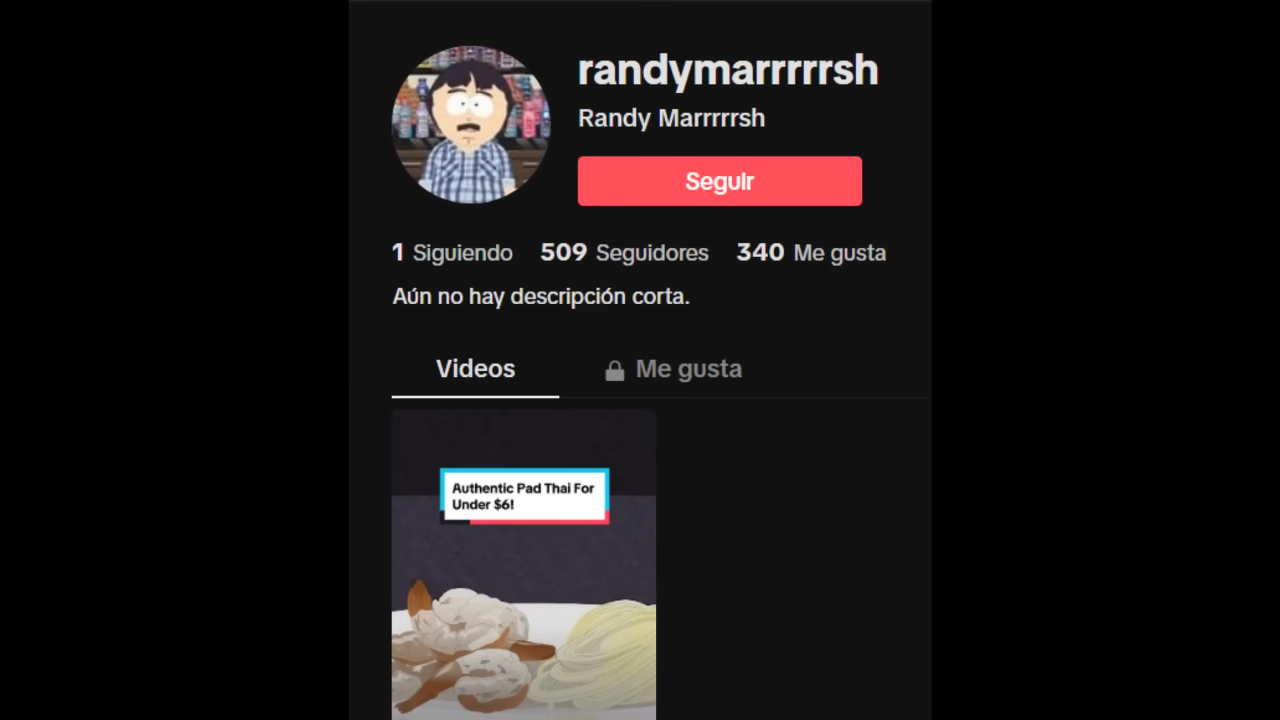 randymarrrrrsh
Randy Marrrrrsh
Seguir
1 Siguiendo 509 Seguidores 340 Me gusta
Aún no hay descripción corta.
Videos Me gusta
Authentic Pad Thai For
Under $6!